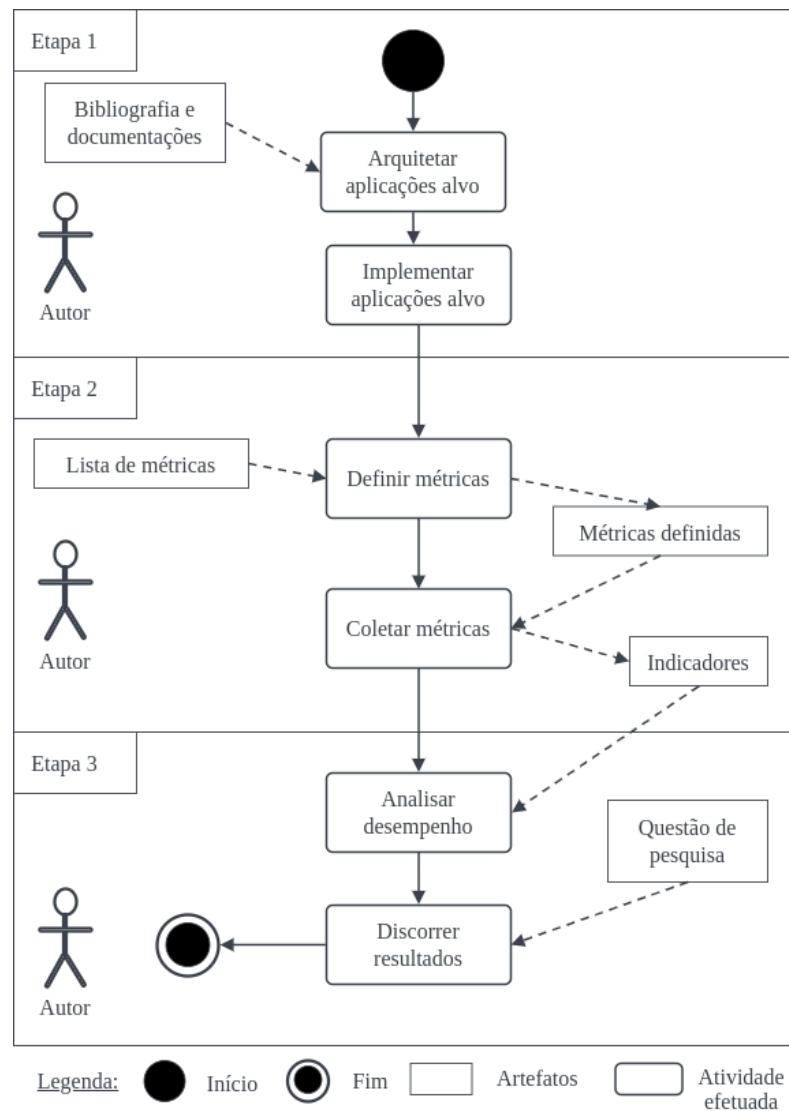 Etapa 1
Bibliografia e
documentações
Arquitetar
aplicações alvo
Autor
Implementar
aplicações alvo
Etapa 2
Lista de métricas
Definir métricas
Métricas definidas
Autor
Coletar métricas
Indicadores
Etapa 3
Analisar
desempenho
Questão de
pesquisa
Autor
Discorrer
resultados
Legenda:
Início
Fim
Artefatos
Atividade
efetuada